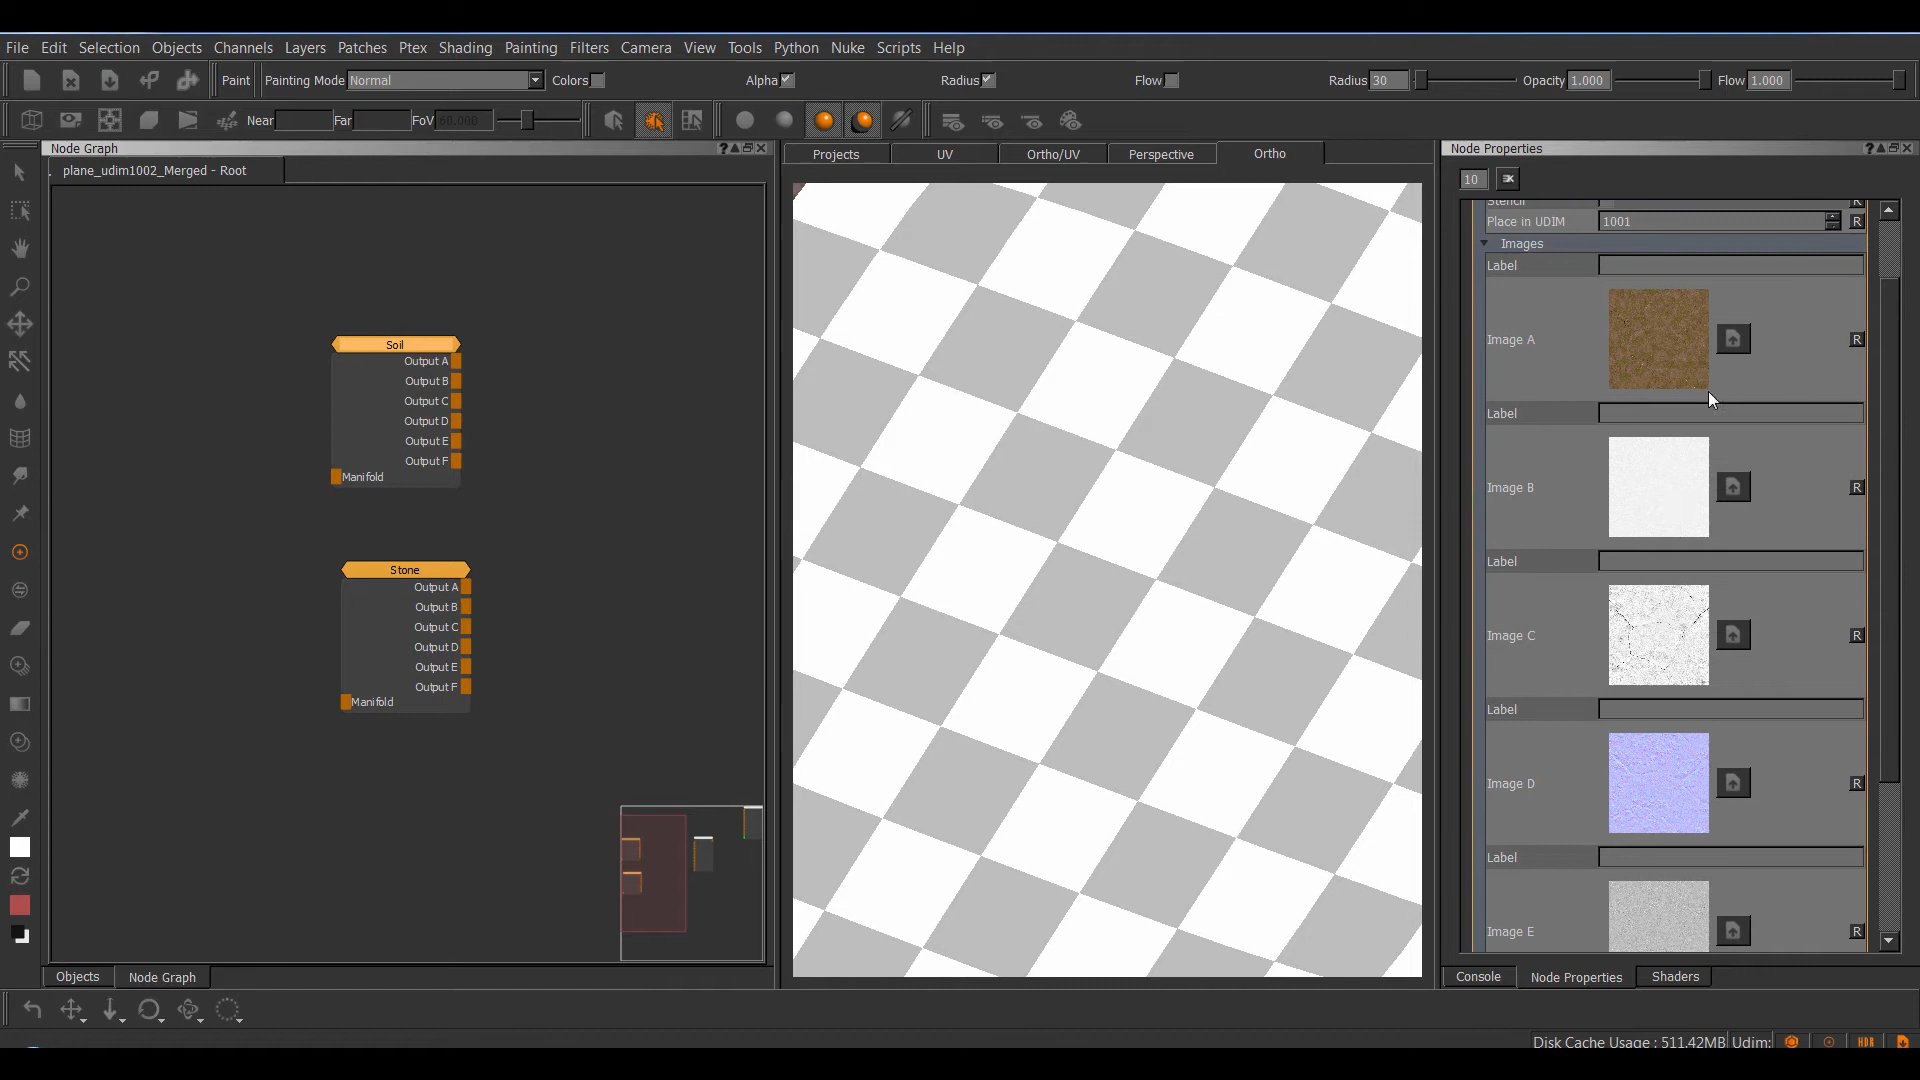 File Edit Selection Objects Channels Layers Patches Ptex Shading Painting Filters Camera View Tools Python Nuke Scripts Help
Paint Painting Mode Normal Colors Alpha Radius Flow Radius 30 Opacity 1.000 Flow 1.000
Near Far FoV 60.000
Node Graph
plane_udim1002_Merged - Root
Soil
Output A
Output B
Output C
Output D
Output E
Output F
Manifold
Stone
Output A
Output B
Output C
Output D
Output E
Output F
Manifold
Objects Node Graph
Projects UV Ortho/UV Perspective Ortho
Node Properties
10
Stencil R
Place in UDIM 1001 R
Images
Label
Image A R
Label
Image B R
Label
Image C R
Label
Image D R
Label
Image E R
Console Node Properties Shaders
Disk Cache Usage : 511.42MB Udim: HDR